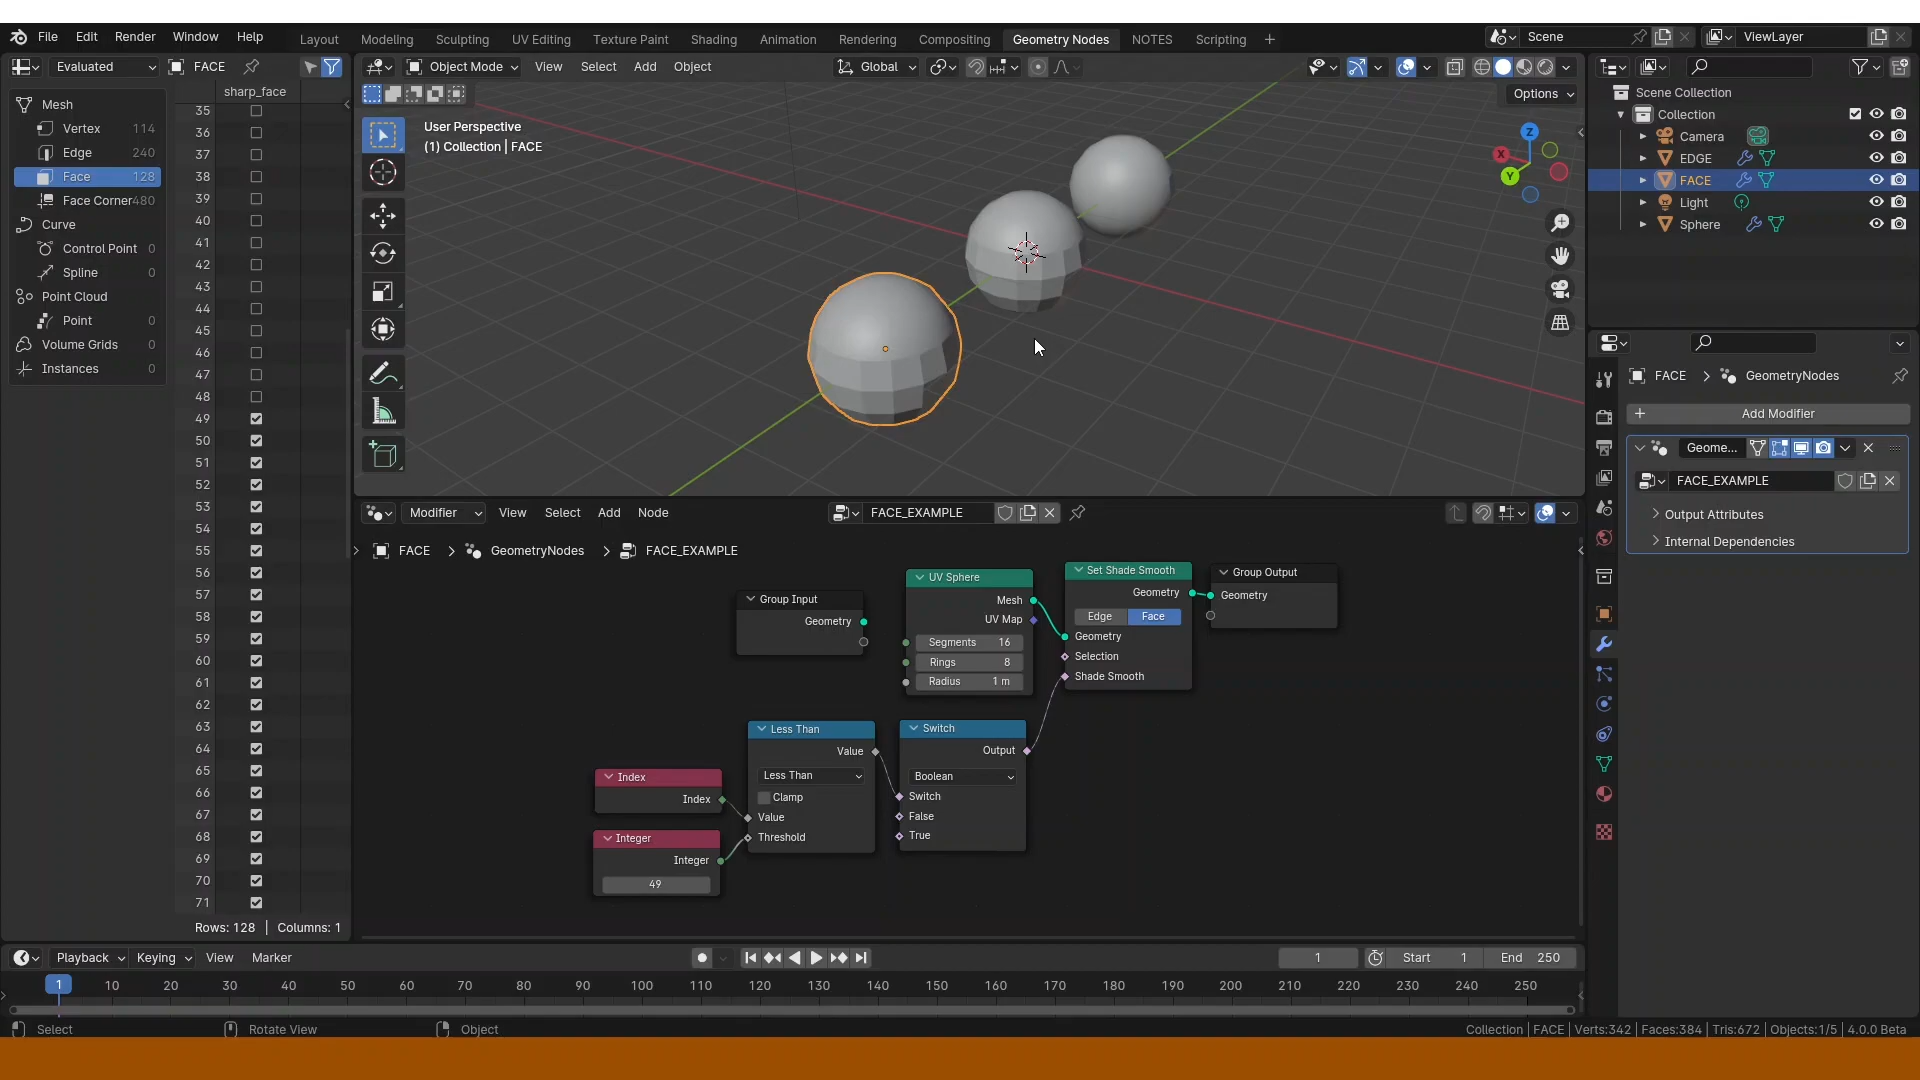 File Edit Render Window Help Layout Modeling Sculpting UV Editing Texture Paint Shading Animation Rendering Compositing Geometry Nodes NOTES Scripting + Scene ViewLayer
Evaluated FACE
Object Mode View Select Add Object Global
Options
sharp_face
Mesh
Vertex 114
Edge 240
Face 128
Face Corner 480
Curve
Control Point 0
Spline 0
Point Cloud
Point 0
Volume Grids 0
Instances 0
35
36
37
38
39
40
41
42
43
44
45
46
47
48
49
50
51
52
53
54
55
56
57
58
59
60
61
62
63
64
65
66
67
68
69
70
71
Rows: 128 | Columns: 1
User Perspective
(1) Collection | FACE
Z
X
Y
Scene Collection
Collection
Camera
EDGE
FACE
Light
Sphere
FACE > GeometryNodes
+ Add Modifier
Geome...
FACE_EXAMPLE
Output Attributes
Internal Dependencies
Modifier View Select Add Node FACE_EXAMPLE
FACE > GeometryNodes > FACE_EXAMPLE
Group Input
Geometry
UV Sphere
Mesh
UV Map
Segments 16
Rings 8
Radius 1 m
Set Shade Smooth
Geometry
Edge Face
Geometry
Selection
Shade Smooth
Group Output
Geometry
Index
Index
Integer
Integer
49
Less Than
Value
Less Than
Clamp
Value
Threshold
Switch
Output
Boolean
Switch
False
True
Playback Keying View Marker 1 Start 1 End 250
1 10 20 30 40 50 60 70 80 90 100 110 120 130 140 150 160 170 180 190 200 210 220 230 240 250
Select Rotate View Object Collection | FACE | Verts:342 | Faces:384 | Tris:672 | Objects:1/5 | 4.0.0 Beta